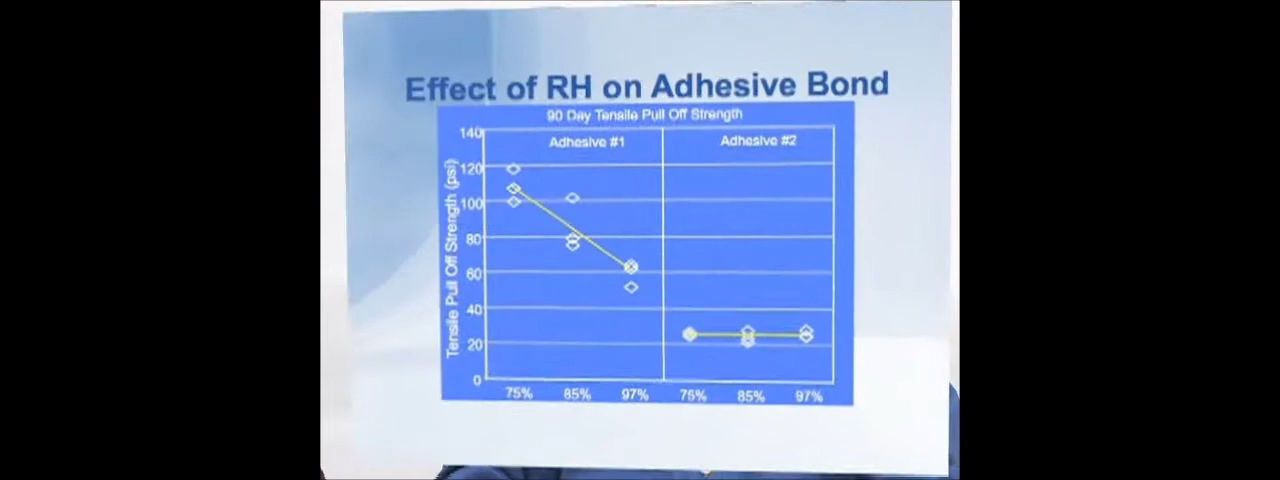 Effect of RH on Adhesive Bond
90 Day Tensile Pull Off Strength
Adhesive #1
Adhesive #2
Tensile Pull Off Strength (psi)
140
120
100
80
60
40
20
0
75% 85% 97% 75% 85% 97%